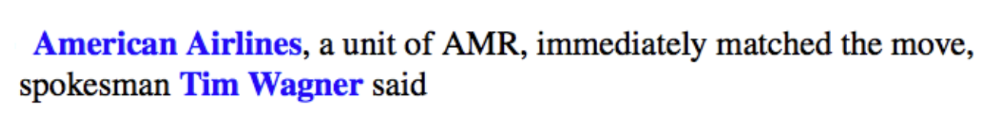 American Airlines, a unit of AMR, immediately matched the move,
spokesman Tim Wagner said